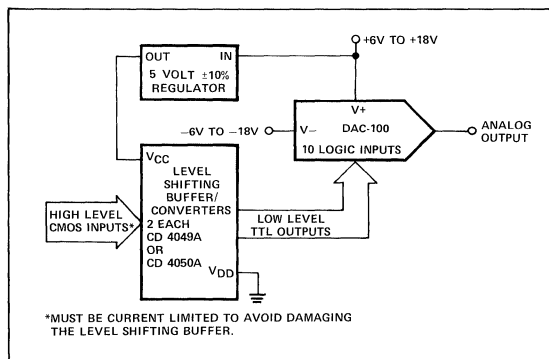 +6V TO +18V
OUT IN
5 VOLT ±10%
REGULATOR
V+
–6V TO –18V
V–
DAC-100
10 LOGIC INPUTS
ANALOG
OUTPUT
VCC
LEVEL
SHIFTING
BUFFER/
CONVERTERS
2 EACH
CD 4049A
OR
CD 4050A
VDD
HIGH LEVEL
CMOS INPUTS*
LOW LEVEL
TTL OUTPUTS
*MUST BE CURRENT LIMITED TO AVOID DAMAGING
THE LEVEL SHIFTING BUFFER.